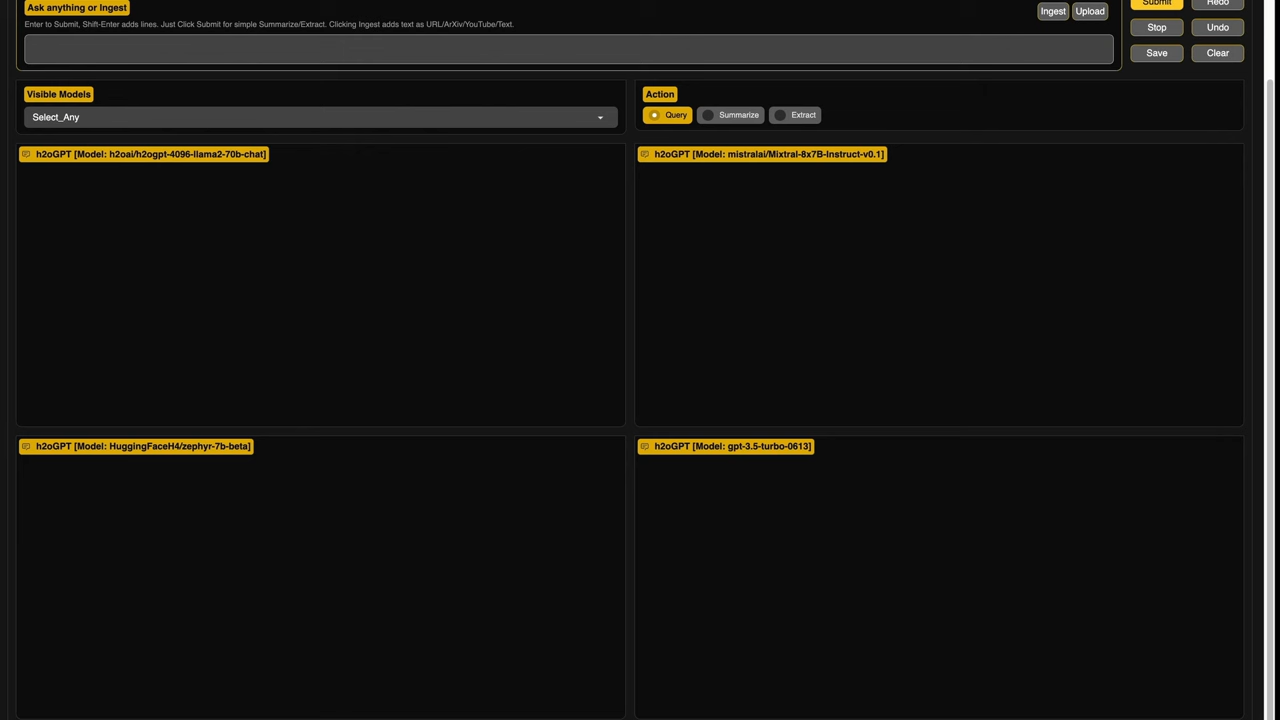 Ask anything or Ingest
Enter to Submit, Shift-Enter adds lines. Just Click Submit for simple Summarize/Extract. Clicking Ingest adds text as URL/ArXiv/YouTube/Text.
Ingest Upload
Submit Redo
Stop Undo
Save Clear
Visible Models
Select_Any
Action
Query Summarize Extract
h2oGPT [Model: h2oai/h2ogpt-4096-llama2-70b-chat]
h2oGPT [Model: mistralai/Mixtral-8x7B-Instruct-v0.1]
h2oGPT [Model: HuggingFaceH4/zephyr-7b-beta]
h2oGPT [Model: gpt-3.5-turbo-0613]